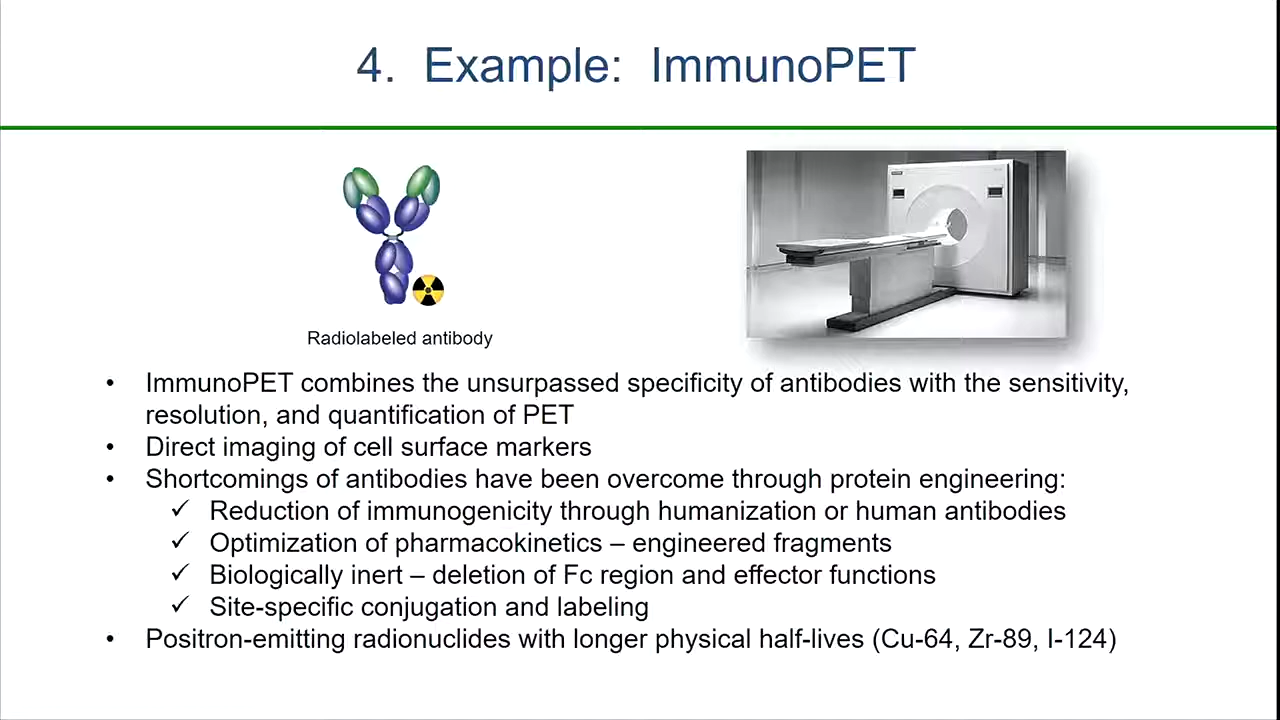 4. Example: ImmunoPET
Radiolabeled antibody
• ImmunoPET combines the unsurpassed specificity of antibodies with the sensitivity,
resolution, and quantification of PET
• Direct imaging of cell surface markers
• Shortcomings of antibodies have been overcome through protein engineering:
✓ Reduction of immunogenicity through humanization or human antibodies
✓ Optimization of pharmacokinetics – engineered fragments
✓ Biologically inert – deletion of Fc region and effector functions
✓ Site-specific conjugation and labeling
• Positron-emitting radionuclides with longer physical half-lives (Cu-64, Zr-89, I-124)